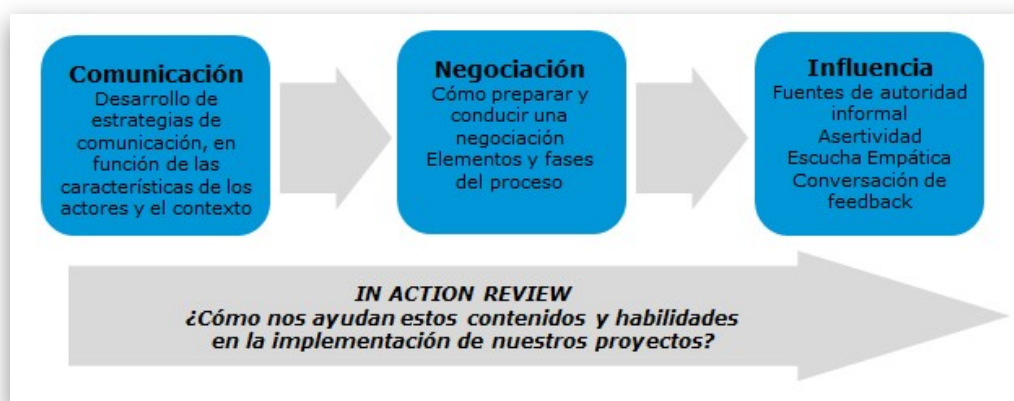 Comunicación
Desarrollo de
estrategias de
comunicación, en
función de las
características de los
actores y el contexto
Negociación
Cómo preparar y
conducir una
negociación
Elementos y fases
del proceso
Influencia
Fuentes de autoridad
informal
Asertividad
Escucha Empática
Conversación de
feedback
IN ACTION REVIEW
¿Cómo nos ayudan estos contenidos y habilidades
en la implementación de nuestros proyectos?